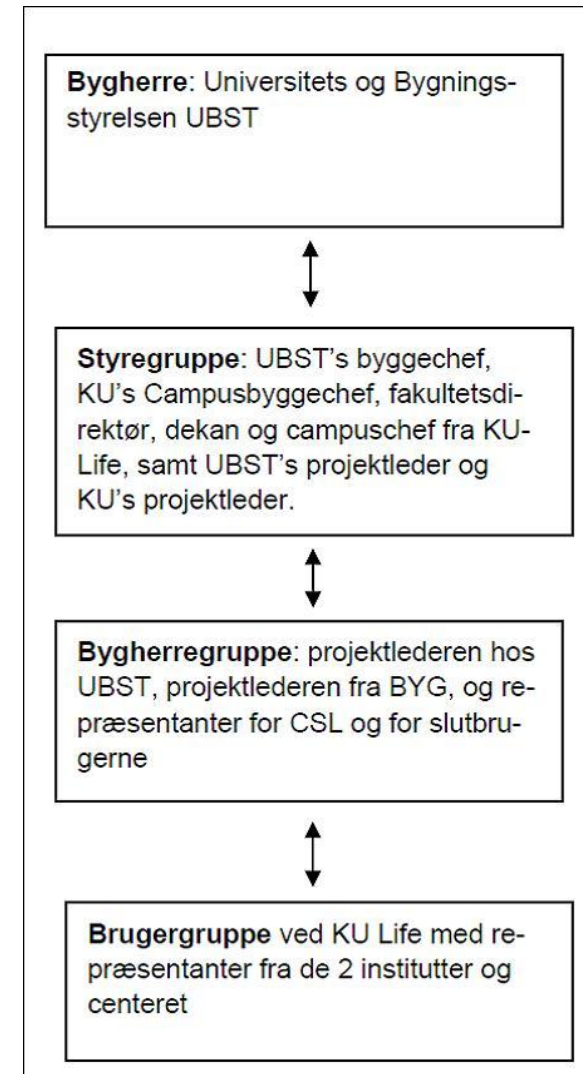 Bygherre: Universitets og Bygnings-
styrelsen UBST
Styregruppe: UBST's byggechef,
KU's Campusbyggechef, fakultetsdi-
rektør, dekan og campuschef fra KU-
Life, samt UBST's projektleder og
KU's projektleder.
Bygherregruppe: projektlederen hos
UBST, projektlederen fra BYG, og re-
præsentanter for CSL og for slutbru-
gerne
Brugergruppe ved KU Life med re-
præsentanter fra de 2 institutter og
centeret